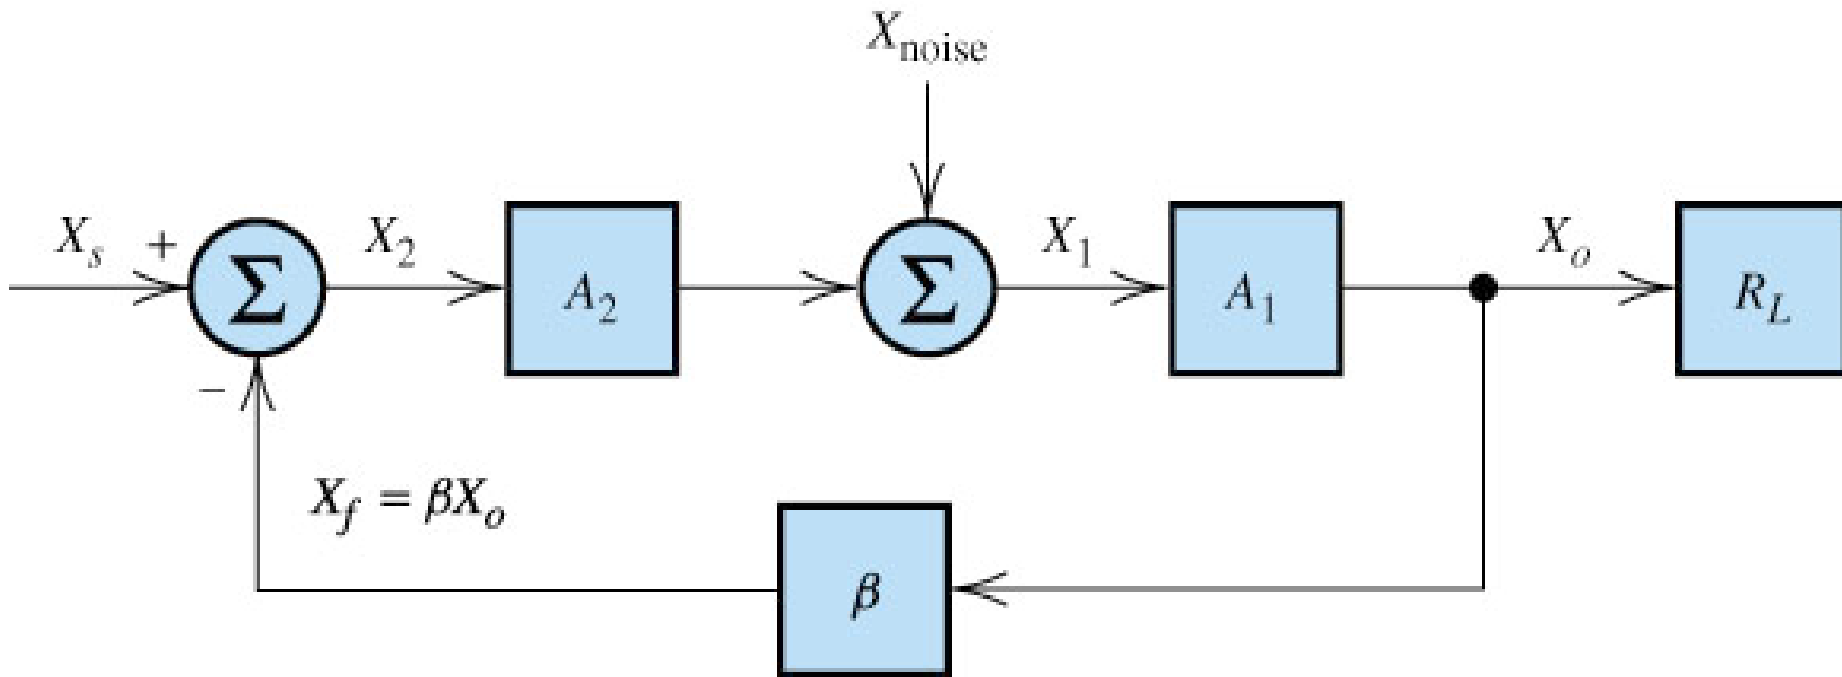 X_noise
X_s + Σ X_2 A_2 Σ X_1 A_1 X_o R_L
−
X_f = βX_o
β